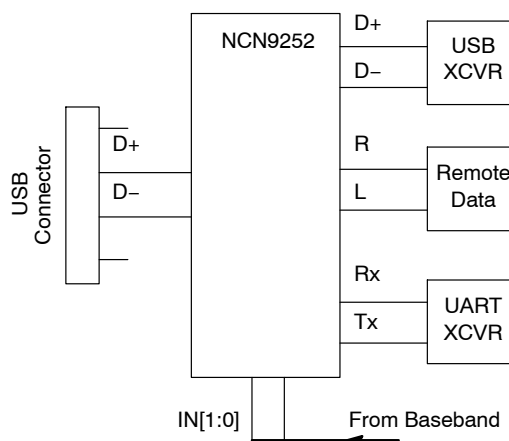 NCN9252
D+
D−
USB
XCVR
USB
Connector
D+
D−
R
L
Remote
Data
Rx
Tx
UART
XCVR
IN[1:0]
From Baseband